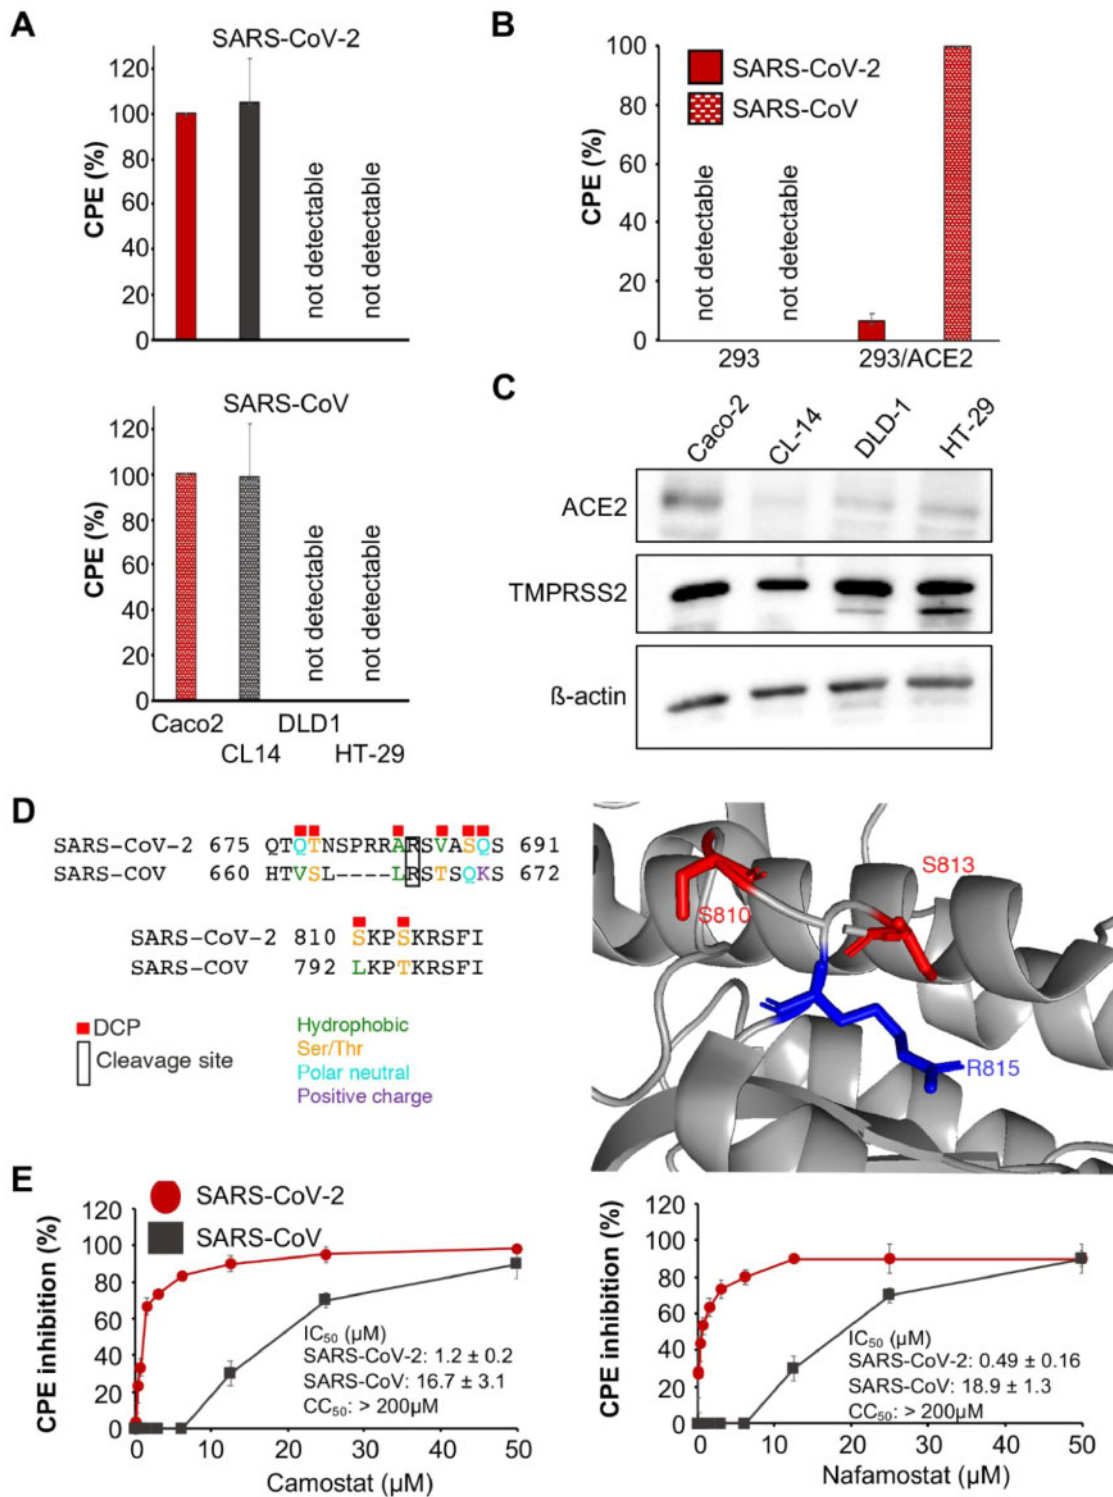 A
SARS-CoV-2
CPE (%)
120
100
80
60
40
20
0
not detectable
not detectable
SARS-CoV
CPE (%)
120
100
80
60
40
20
0
not detectable
not detectable
Caco2 DLD1
CL14 HT-29
B
CPE (%)
100
80
60
40
20
0
SARS-CoV-2
SARS-CoV
not detectable
not detectable
293 293/ACE2
C
Caco-2 CL-14 DLD-1 HT-29
ACE2
TMPRSS2
ß-actin
D
SARS-CoV-2 675 QTQTNSPRRARSVASQS 691
SARS-COV 660 HTVSL----LRSTSQKS 672
SARS-CoV-2 810 SKPSKRSFI
SARS-COV 792 LKPTKRSFI
DCP
Cleavage site
Hydrophobic
Ser/Thr
Polar neutral
Positive charge
S810
S813
R815
E
SARS-CoV-2
SARS-CoV
CPE inhibition (%)
120
100
80
60
40
20
0
IC50 (µM)
SARS-CoV-2: 1.2 ± 0.2
SARS-CoV: 16.7 ± 3.1
CC50: > 200µM
0 10 20 30 40 50
Camostat (µM)
CPE inhibition (%)
120
100
80
60
40
20
0
IC50 (µM)
SARS-CoV-2: 0.49 ± 0.16
SARS-CoV: 18.9 ± 1.3
CC50: > 200µM
0 10 20 30 40 50
Nafamostat (µM)